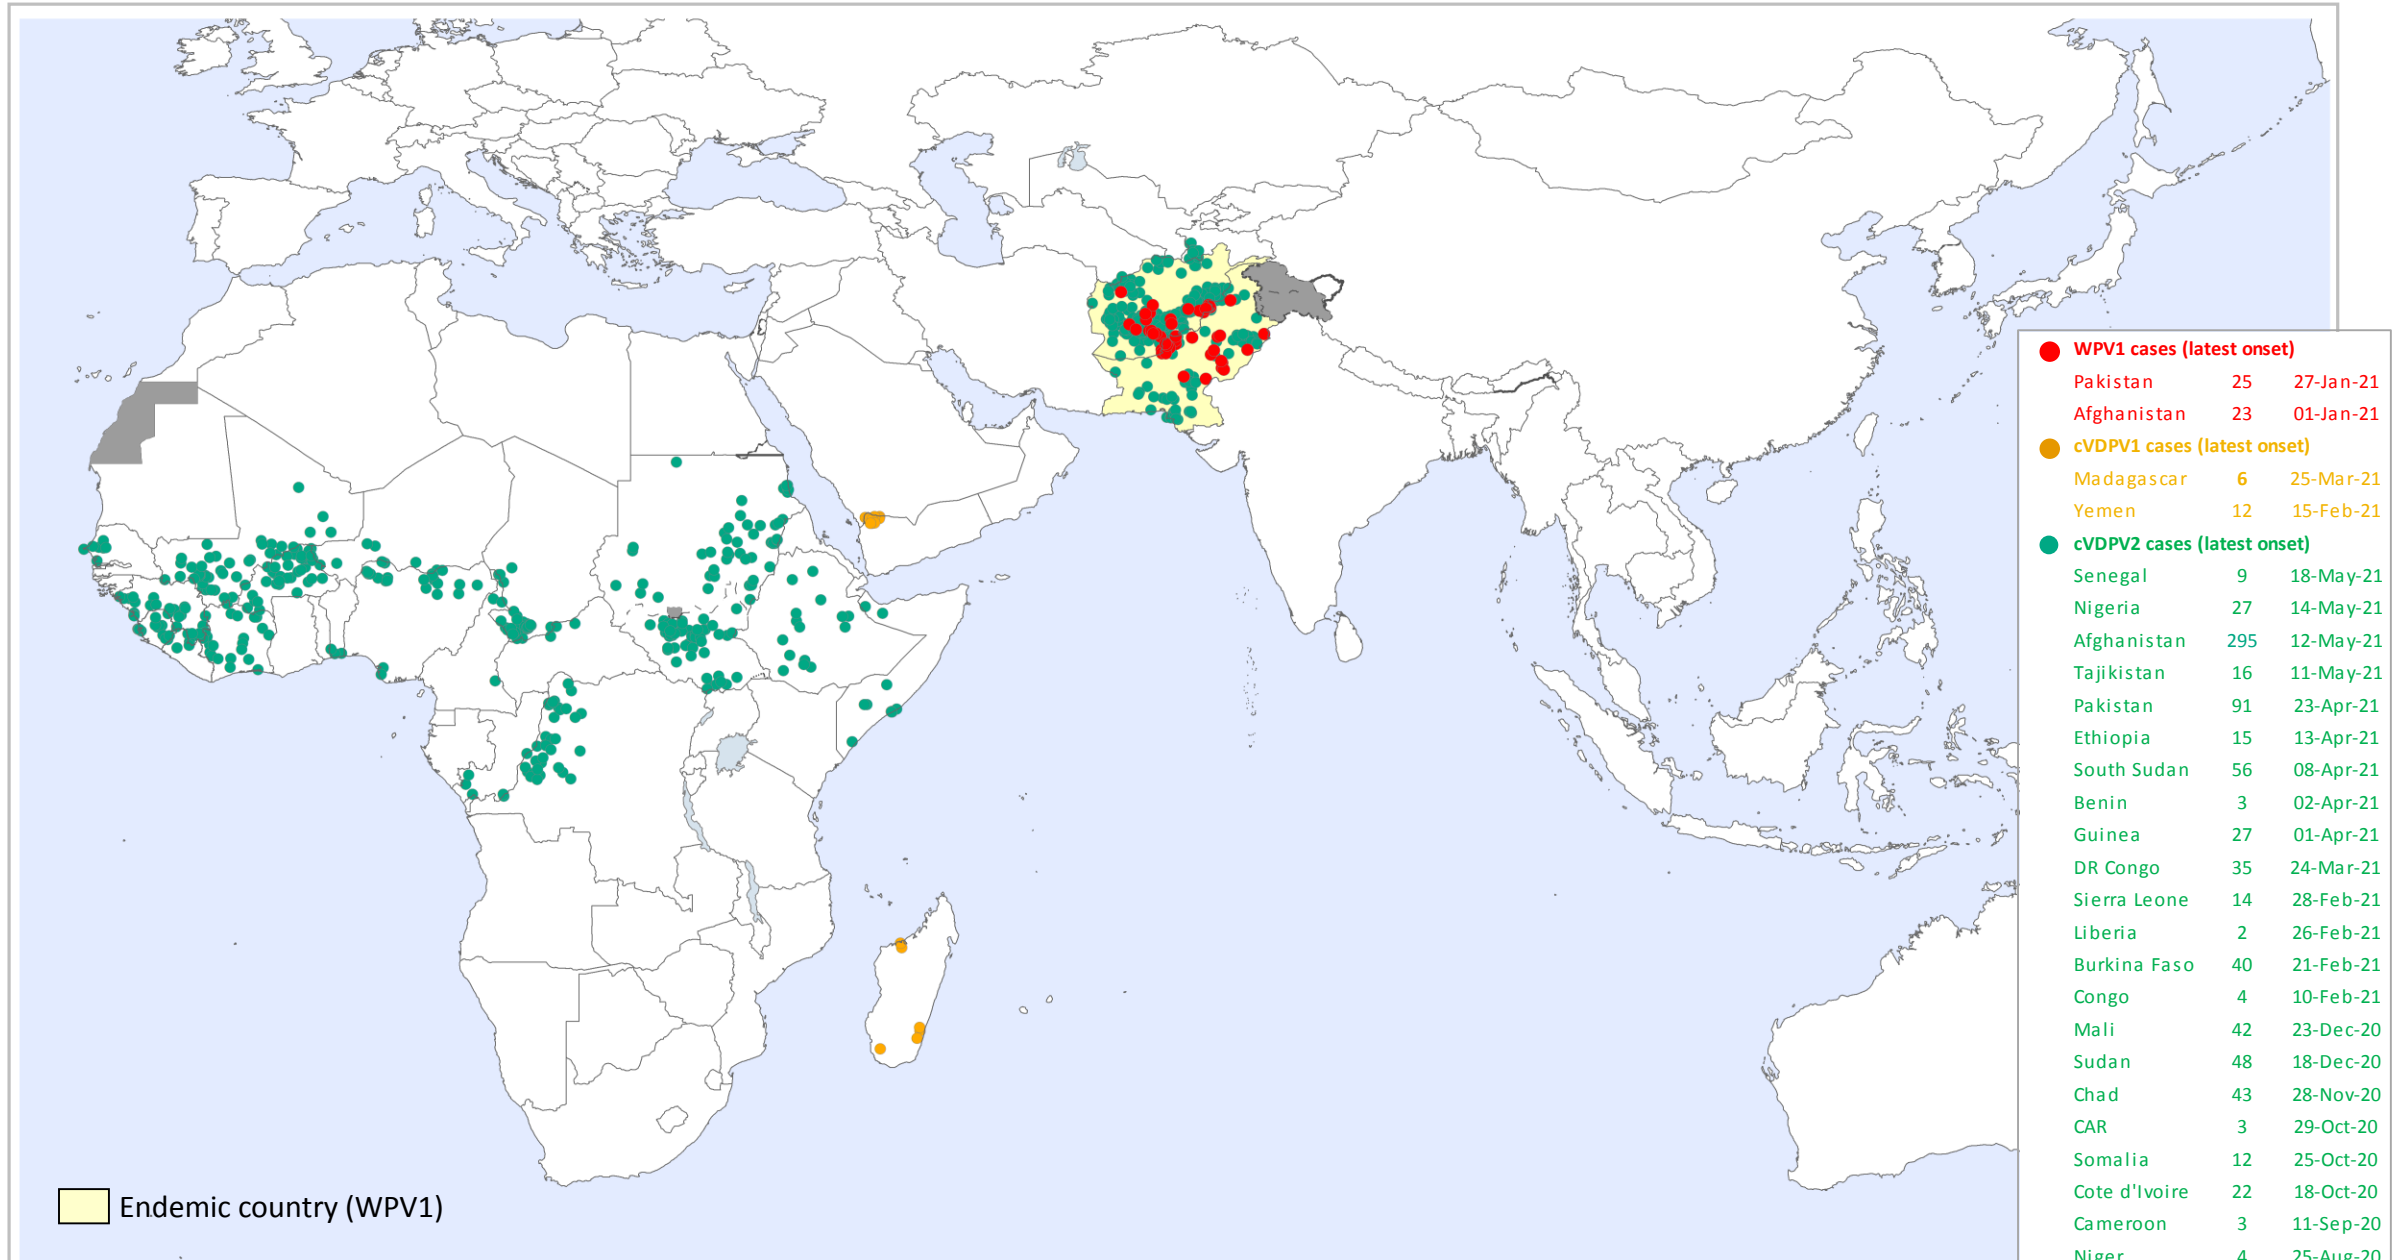 WPV1 cases (latest onset)
Pakistan 25 27-Jan-21
Afghanistan 23 01-Jan-21
cVDPV1 cases (latest onset)
Madagascar 6 25-Mar-21
Yemen 12 15-Feb-21
cVDPV2 cases (latest onset)
Senegal 9 18-May-21
Nigeria 27 14-May-21
Afghanistan 295 12-May-21
Tajikistan 16 11-May-21
Pakistan 91 23-Apr-21
Ethiopia 15 13-Apr-21
South Sudan 56 08-Apr-21
Benin 3 02-Apr-21
Guinea 27 01-Apr-21
DR Congo 35 24-Mar-21
Sierra Leone 14 28-Feb-21
Liberia 2 26-Feb-21
Burkina Faso 40 21-Feb-21
Congo 4 10-Feb-21
Mali 42 23-Dec-20
Sudan 48 18-Dec-20
Chad 43 28-Nov-20
CAR 3 29-Oct-20
Somalia 12 25-Oct-20
Cote d'Ivoire 22 18-Oct-20
Cameroon 3 11-Sep-20
Niger 4 25-Aug-20
Endemic country (WPV1)